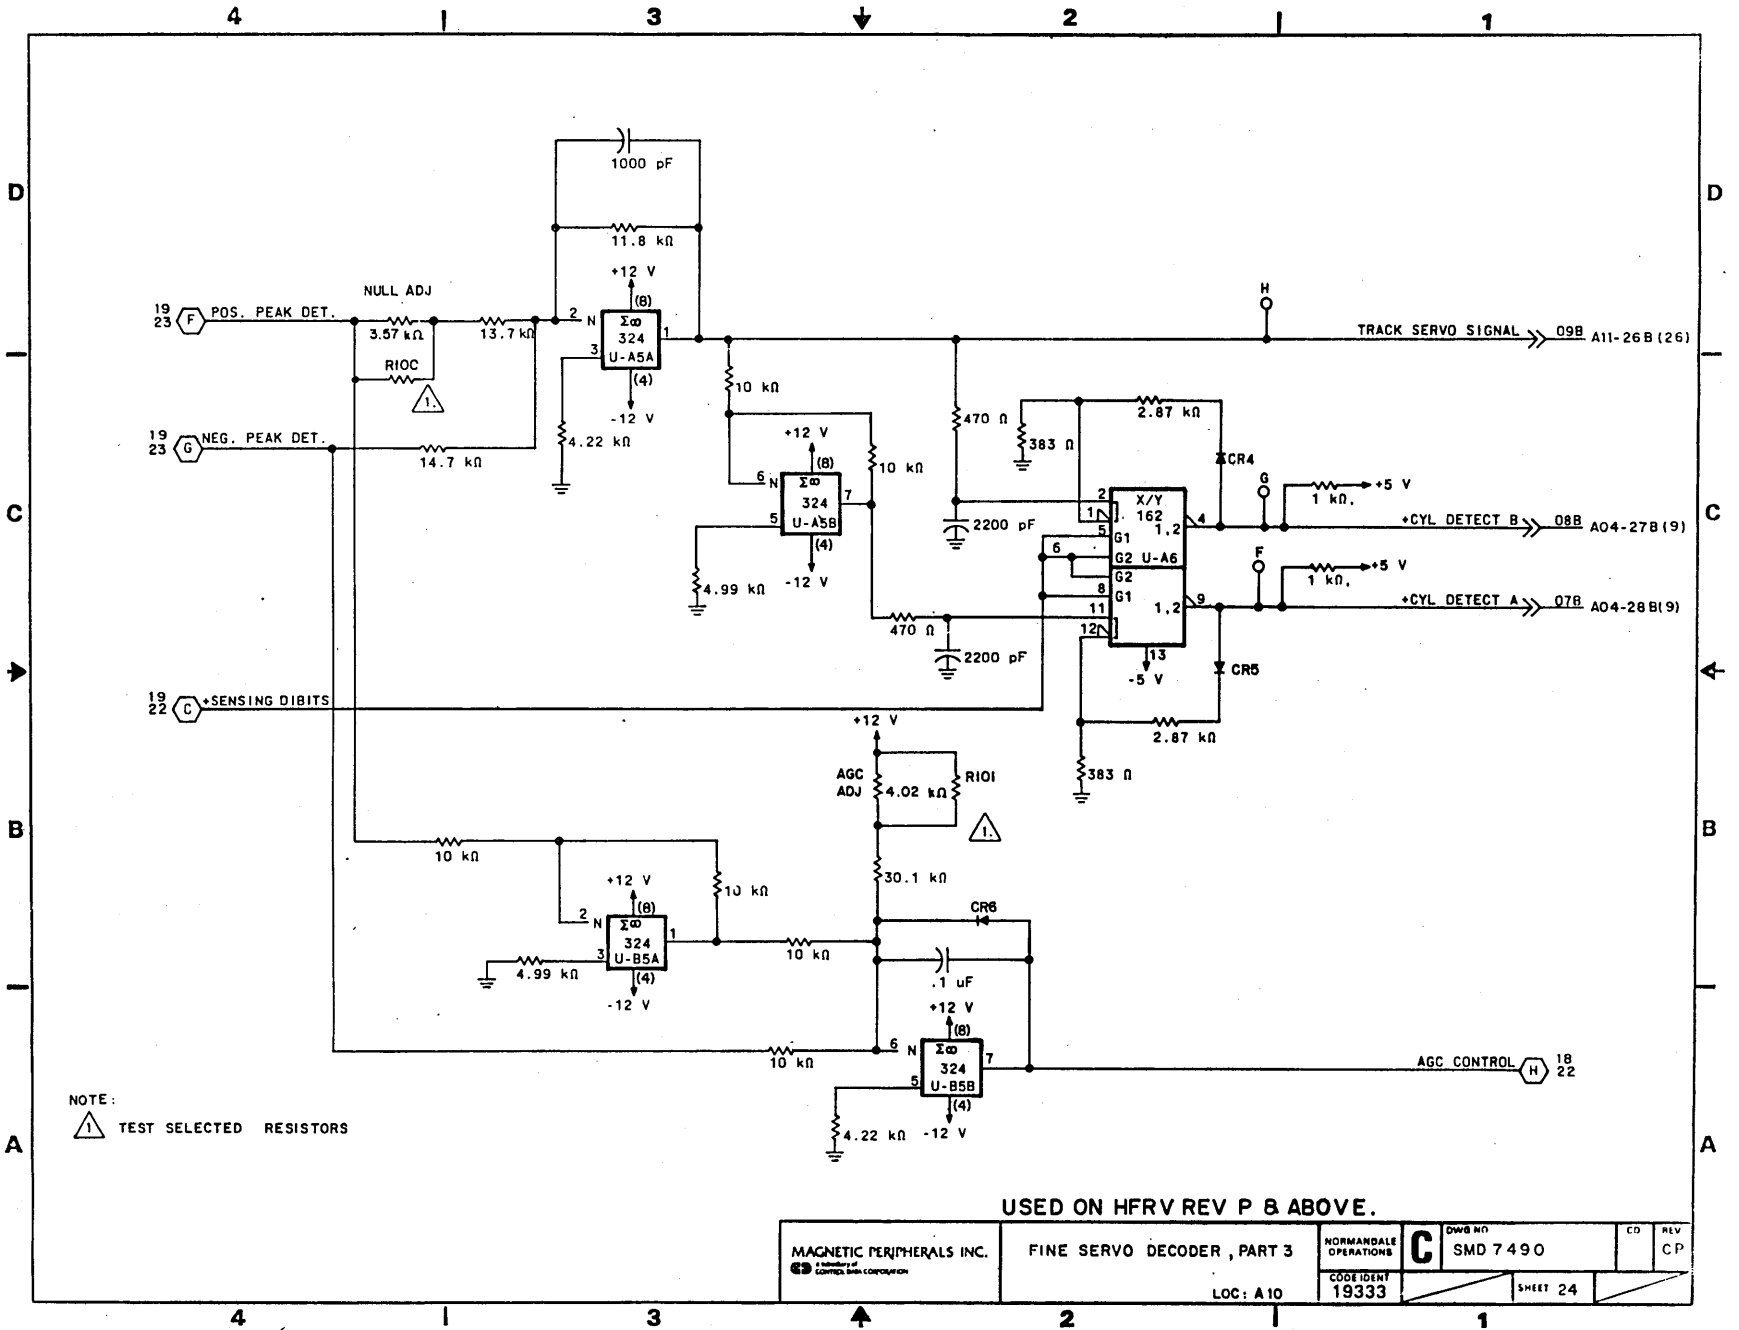 4 3 2 1
D D
1000 pF
11.8 kΩ
+12 V
(8)
NULL ADJ
H
19
23 F POS. PEAK DET.
3.57 kΩ
13.7 kΩ
2 N
Σ∞
324
U-A5A
1
3
(4)
-12 V
TRACK SERVO SIGNAL
09B
A11-26B(26)
R10C
1.
10 kΩ
4.22 kΩ
470 Ω
383 Ω
2.87 kΩ
CR4
19
23 G NEG. PEAK DET.
14.7 kΩ
+12 V
(8)
10 kΩ
6 N
Σ∞
324
U-A5B
7
5
(4)
-12 V
4.99 kΩ
C C
2200 pF
2
1
5
6
G1
G2
G2
8
G1
11
12
X/Y
162
1,2
U-A6
4
1,2
9
13
-5 V
G
1 kΩ.
+5 V
+CYL DETECT B
08B
A04-27B(9)
F
1 kΩ.
+5 V
+CYL DETECT A
07B
A04-28B(9)
470 Ω
2200 pF
CR5
2.87 kΩ
383 Ω
19
22 C +SENSING DIBITS
+12 V
AGC
ADJ
4.02 kΩ
R101
1.
B B
30.1 kΩ
10 kΩ
+12 V
(8)
10 kΩ
2 N
Σ∞
324
U-B5A
1
3
(4)
-12 V
4.99 kΩ
10 kΩ
CR6
.1 uF
+12 V
(8)
10 kΩ
6 N
Σ∞
324
U-B5B
7
5
(4)
-12 V
4.22 kΩ
AGC CONTROL H 18
22
NOTE:
1 TEST SELECTED RESISTORS
A A
USED ON HFRV REV P & ABOVE.
MAGNETIC PERIPHERALS INC.
a subsidiary of
CONTROL DATA CORPORATION
FINE SERVO DECODER, PART 3
LOC: A10
NORMANDALE
OPERATIONS
C
DWG NO
SMD 7490
CD
REV
CP
CODE IDENT
19333
SHEET 24
4 3 2 1